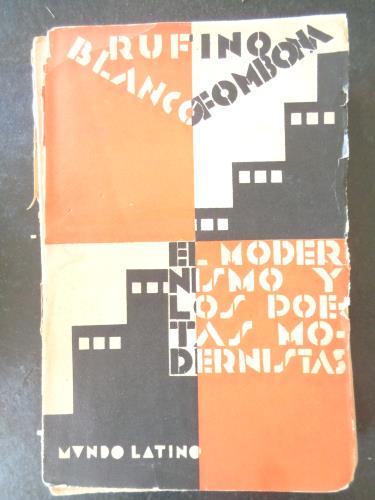 RUFINO
BLANCO FOMBONA
EL MODER-
NISMO Y
LOS POE-
TAS MO-
DERNISTAS
MVNDO LATINO